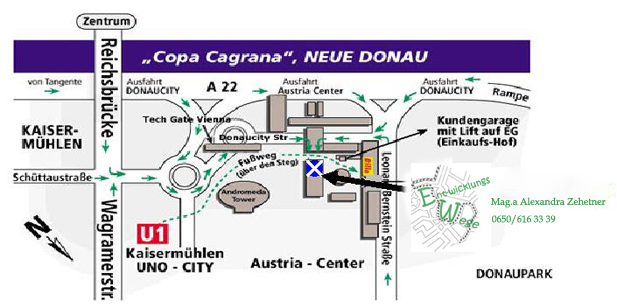 Zentrum
„Copa Cagrana“, NEUE DONAU
Reichsbrücke
von Tangente
Ausfahrt
DONAUCITY
A 22
Ausfahrt
Austria Center
Ausfahrt
DONAUCITY
Rampe
KAISER-
MÜHLEN
Tech Gate Vienna
Donaucity Str
Kundengarage
mit Lift auf EG
(Einkaufs-Hof)
Fußweg
(über den Steg)
Billa
Schüttaustraße
Leonard Bernstein Straße
Andromeda
Tower
Wagramerstr.
N
U1
Kaisermühlen
UNO - CITY
Austria - Center
DONAUPARK
Entwicklungs
Wege
Mag.a Alexandra Zehetner
0650/616 33 39